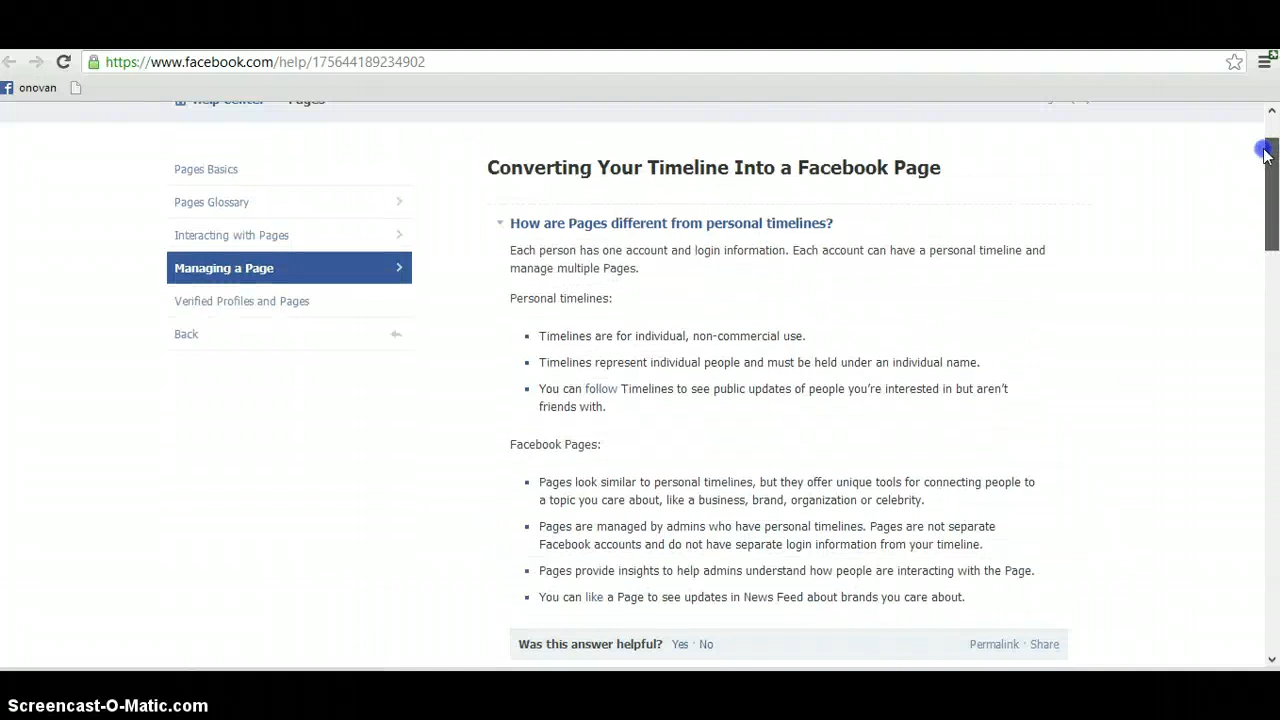 https://www.facebook.com/help/175644189234902
onovan
Help Center
Pages
Pages Basics
Pages Glossary
Interacting with Pages
Managing a Page
Verified Profiles and Pages
Back
Converting Your Timeline Into a Facebook Page
How are Pages different from personal timelines?
Each person has one account and login information. Each account can have a personal timeline and
manage multiple Pages.
Personal timelines:
Timelines are for individual, non-commercial use.
Timelines represent individual people and must be held under an individual name.
You can follow Timelines to see public updates of people you’re interested in but aren’t
friends with.
Facebook Pages:
Pages look similar to personal timelines, but they offer unique tools for connecting people to
a topic you care about, like a business, brand, organization or celebrity.
Pages are managed by admins who have personal timelines. Pages are not separate
Facebook accounts and do not have separate login information from your timeline.
Pages provide insights to help admins understand how people are interacting with the Page.
You can like a Page to see updates in News Feed about brands you care about.
Was this answer helpful? Yes · No
Permalink · Share
Screencast-O-Matic.com